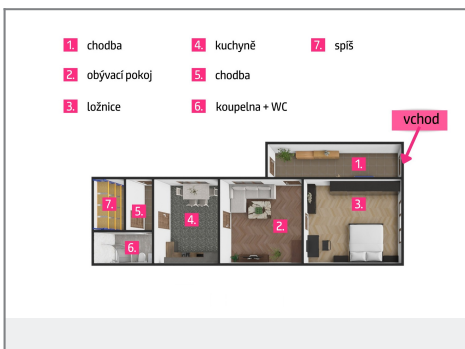 1. chodba
2. obývací pokoj
3. ložnice
4. kuchyně
5. chodba
6. koupelna + WC
7. spíš
vchod
1.
7.
5.
4.
2.
3.
6.